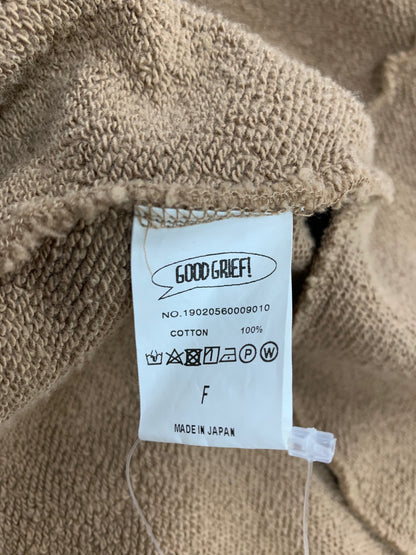 GOOD GRIEF!
NO.19020560009010
COTTON 100%
P W
F
MADE IN JAPAN